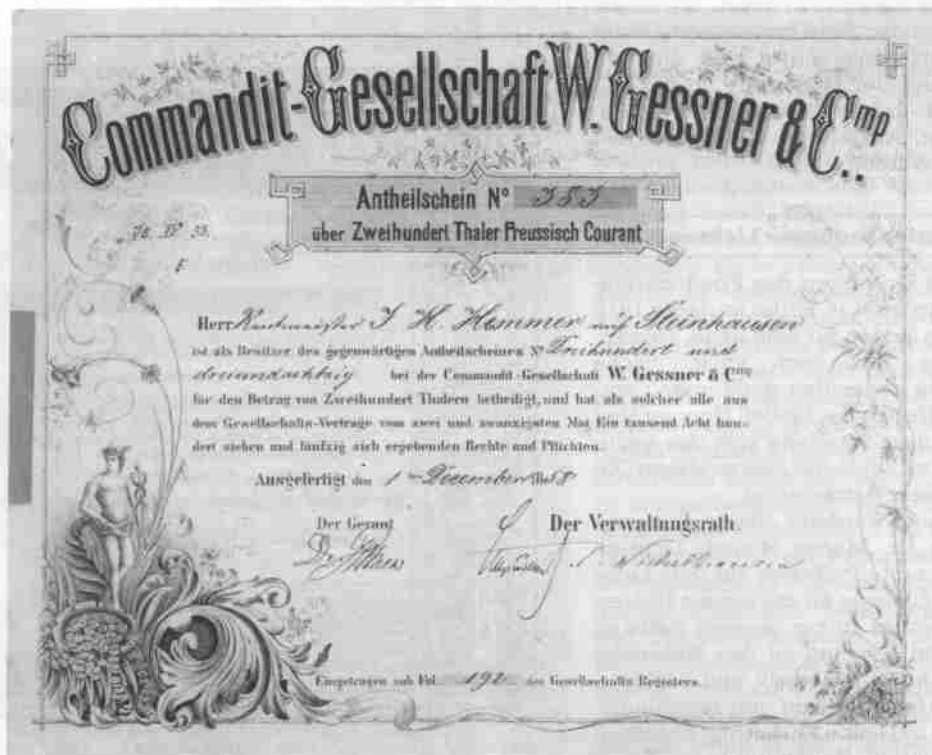 Commandit-Gesellschaft W. Gessner & Cmp
Antheilschein No 383
über Zweihundert Thaler Preussisch Courant
Herr Rentmeister J. H. Hemmer auf Steinhausen
ist als Besitzer des gegenwärtigen Antheilscheines No Dreihundert und
dreiundachtzig bei der Commandit-Gesellschaft W. Gessner & Cmp
für den Betrag von Zweihundert Thalern betheiligt, und hat als solcher alle aus
dem Gesellschafts-Vertrage vom zwei und zwanzigsten Mai Ein tausend Acht hun-
dert sieben und fünfzig sich ergebenden Rechte und Pflichten.
Ausgefertigt den 1 December 1858
Der Gerant Der Verwaltungsrath.
Eingetragen sub Fol. 192 des Gesellschafts Registers.